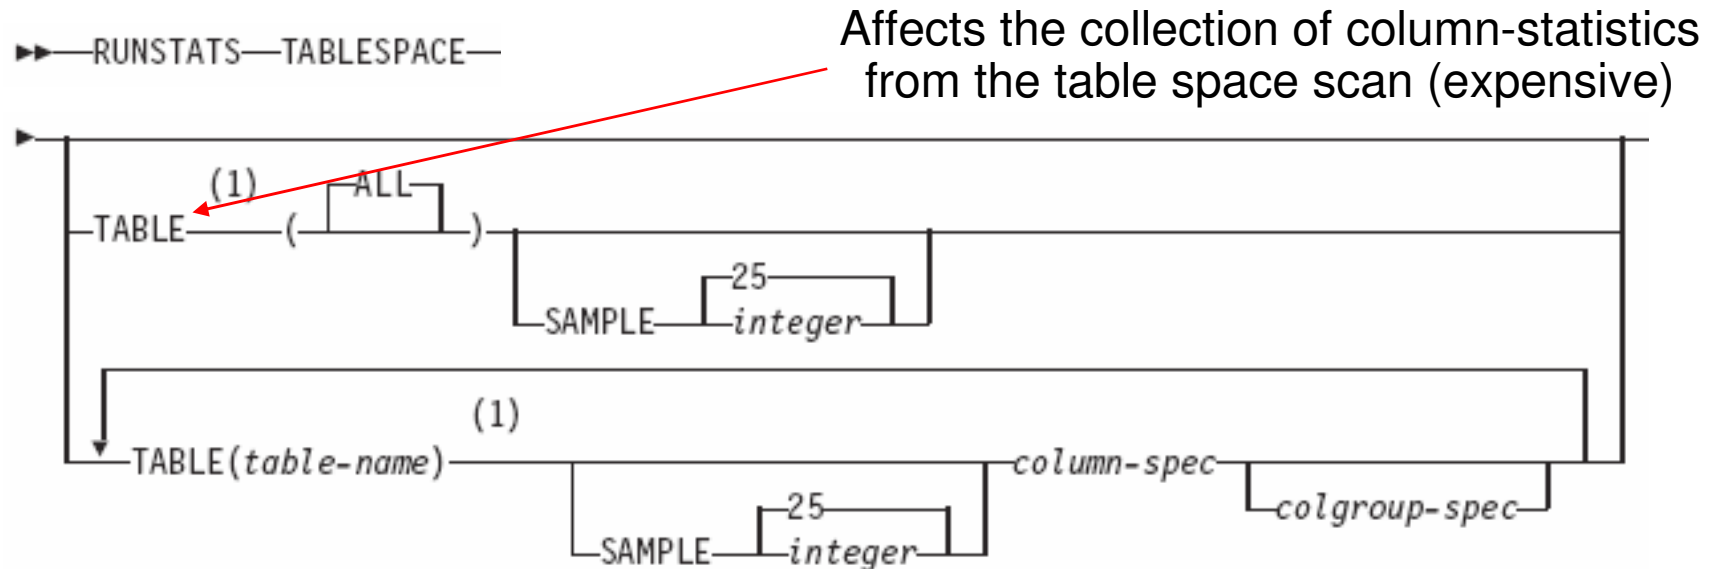 Affects the collection of column-statistics
from the table space scan (expensive)
RUNSTATS TABLESPACE
(1) ALL
TABLE ( )
25
SAMPLE integer
(1)
TABLE(table-name) column-spec
25 colgroup-spec
SAMPLE integer